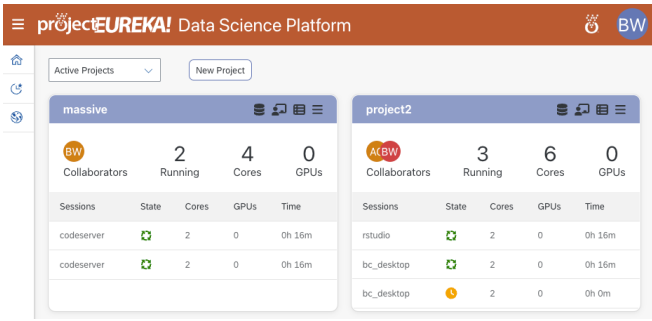 projectEUREKA! Data Science Platform
BW
Active Projects
New Project
massive
BW
2
4
0
Collaborators
Running
Cores
GPUs
Sessions State Cores GPUs Time
codeserver 2 0 0h 16m
codeserver 2 0 0h 16m
project2
BW
3
6
0
Collaborators
Running
Cores
GPUs
Sessions State Cores GPUs Time
rstudio 2 0 0h 16m
bc_desktop 2 0 0h 16m
bc_desktop 2 0 0h 0m